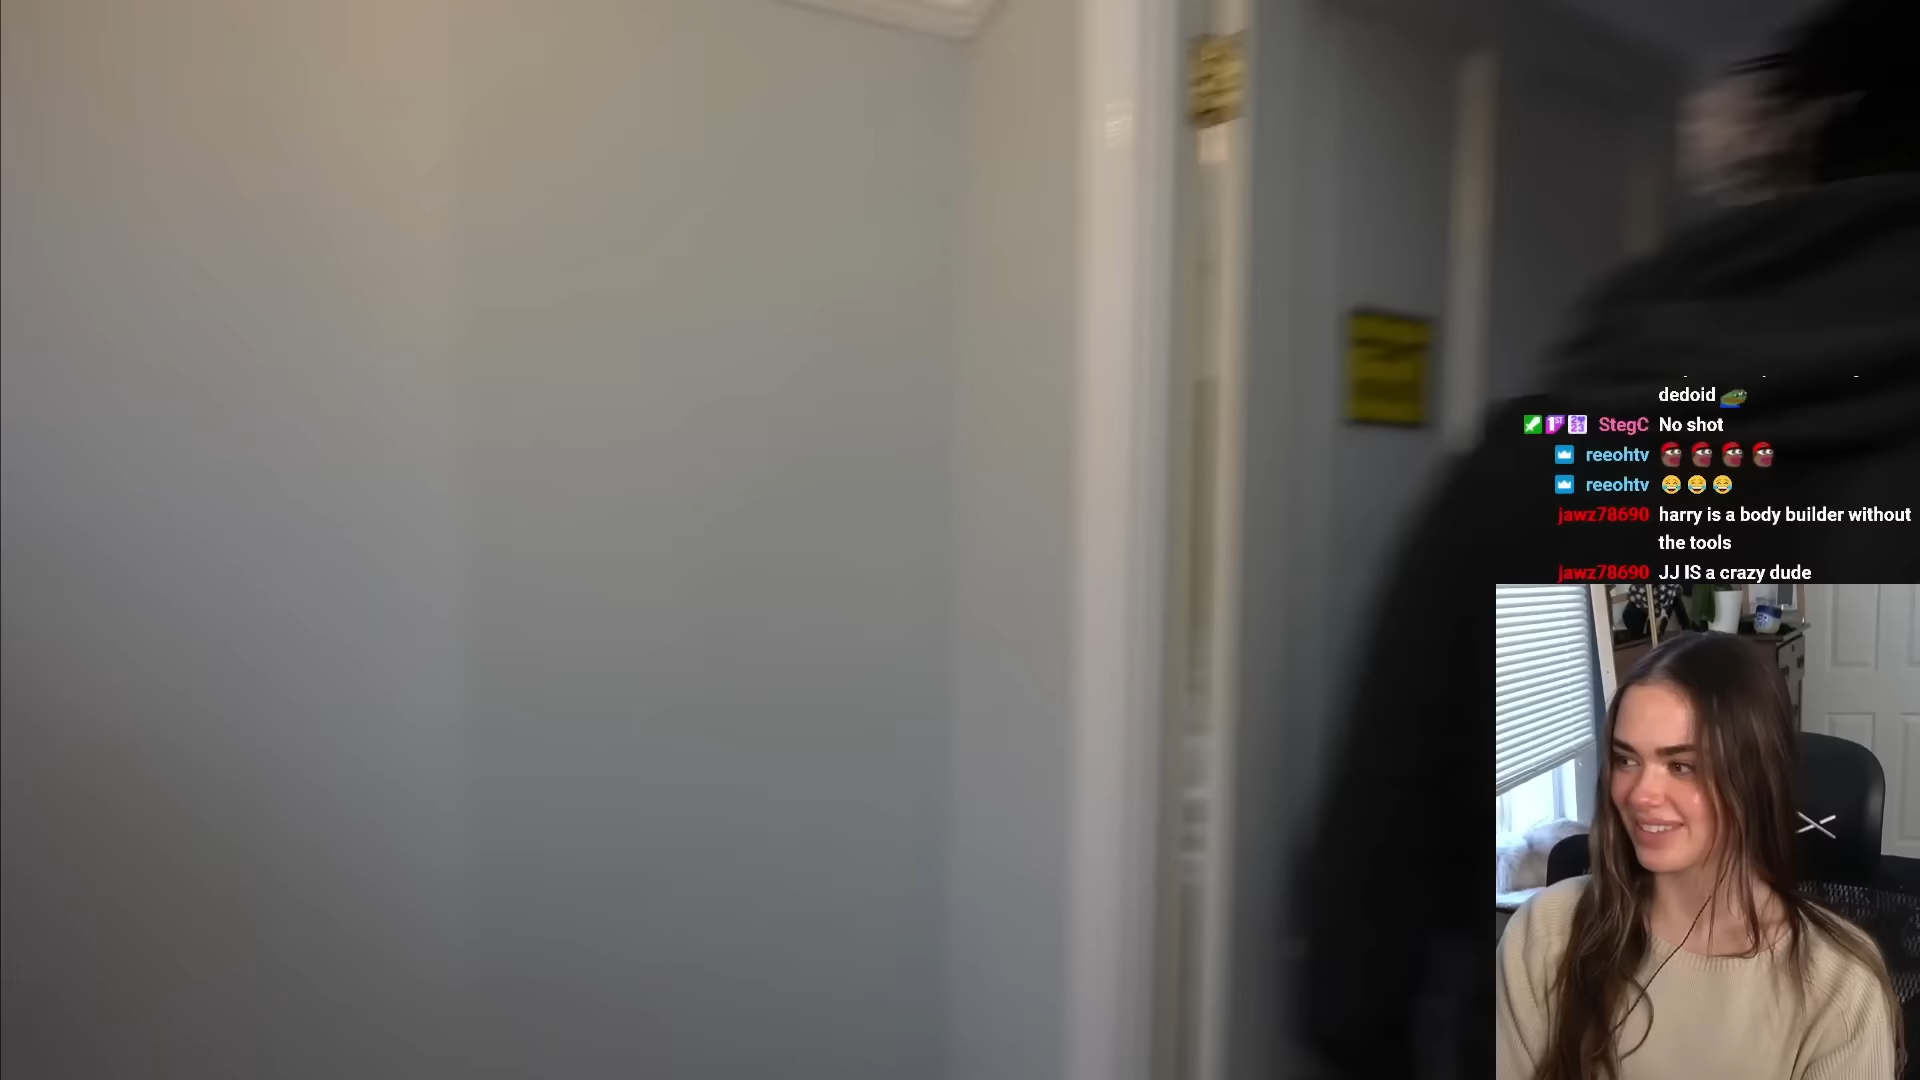 dedoid
StegC No shot
reeohtv
reeohtv
jawz78690 harry is a body builder without
the tools
jawz78690 JJ IS a crazy dude